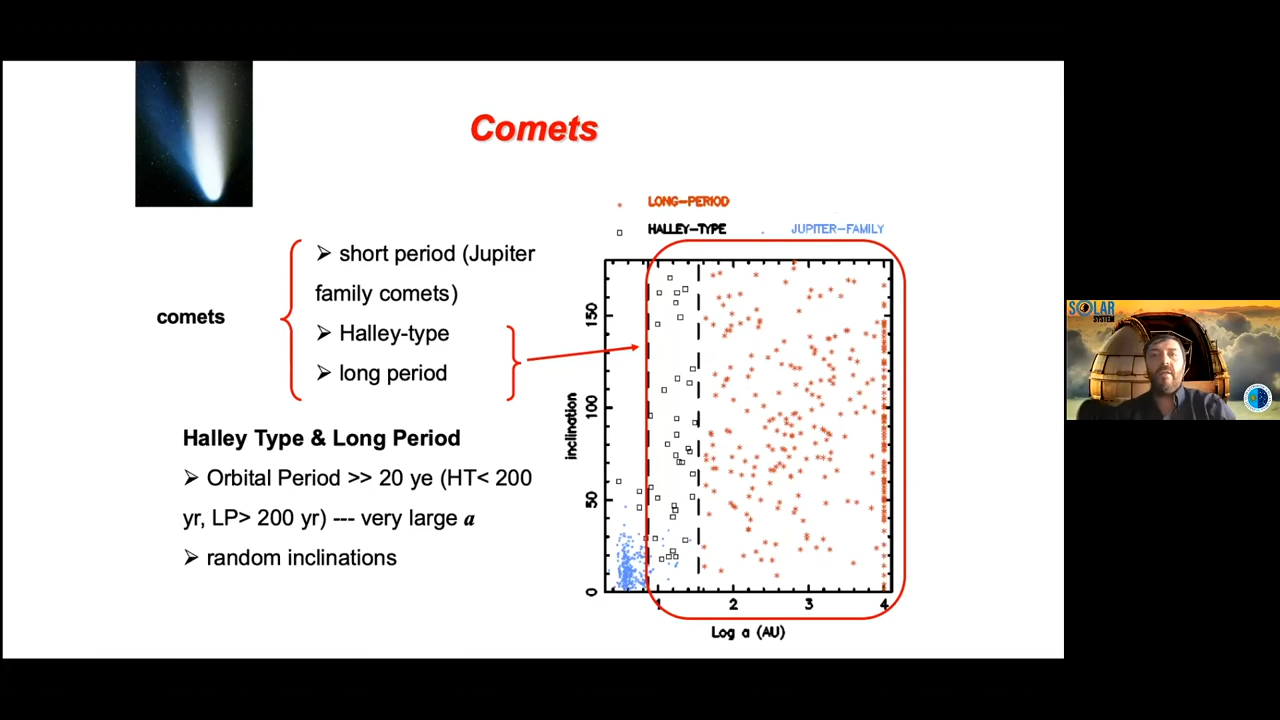 Comets
comets
➢ short period (Jupiter
family comets)
➢ Halley-type
➢ long period
Halley Type & Long Period
➢ Orbital Period >> 20 ye (HT< 200
yr, LP> 200 yr) --- very large a
➢ random inclinations
LONG-PERIOD
HALLEY-TYPE
JUPITER-FAMILY
inclination
150
100
50
0
1 2 3 4
Log a (AU)
SOLAR
SYSTEM